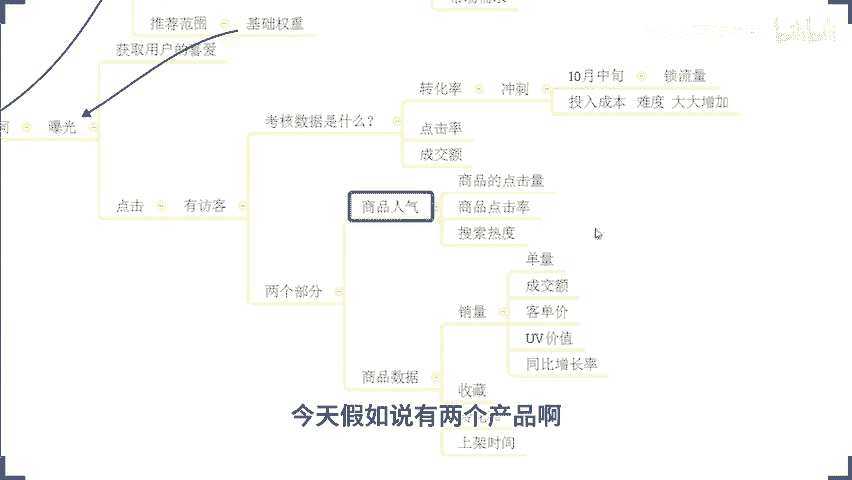 推荐范围 基础权重
获取用户的喜爱
曝光
考核数据是什么？
转化率 冲刺
10月中旬 锁流量
投入成本 难度 大大增加
点击率
成交额
点击 有访客
两个部分
商品人气
商品的点击量
商品点击率
搜索热度
商品数据
销量
单量
成交额
客单价
UV价值
同比增长率
收藏
上架时间
今天假如说有两个产品啊